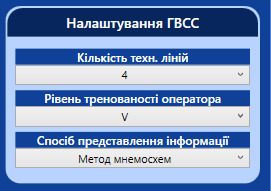 Налаштування ГВСС
Кількість техн. ліній
4
Рівень тренованості оператора
V
Спосіб представлення інформації
Метод мнемосхем